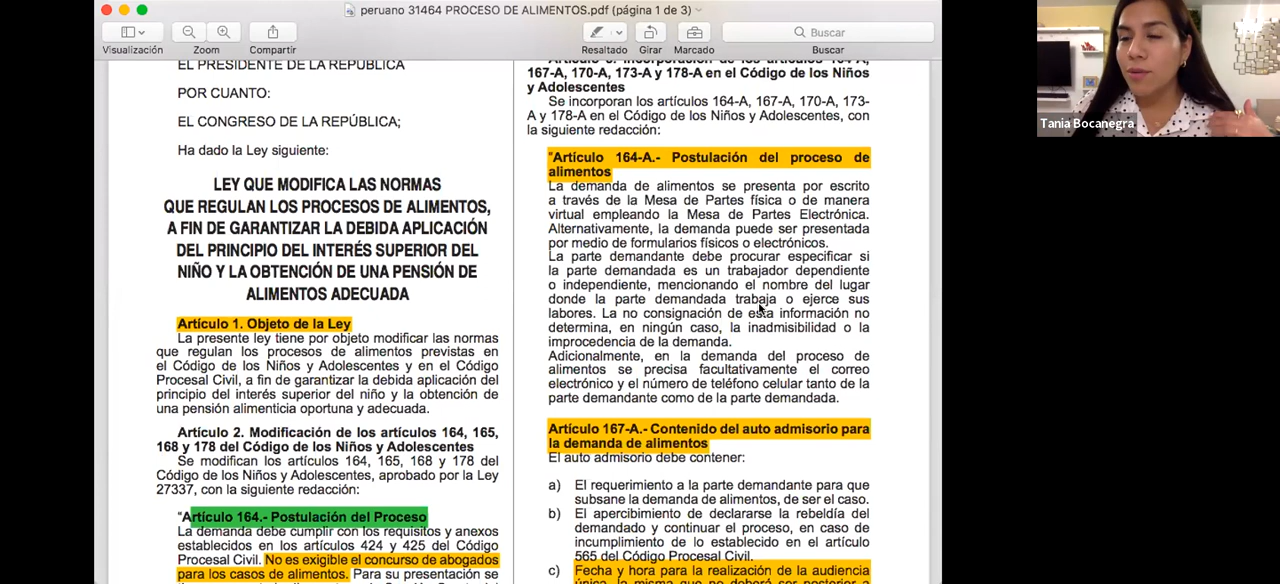 peruano 31464 PROCESO DE ALIMENTOS.pdf (página 1 de 3)
Visualización
Zoom
Compartir
Resaltado
Girar
Marcado
Buscar
Buscar
Tania Bocanegra
EL PRESIDENTE DE LA REPÚBLICA
POR CUANTO:
EL CONGRESO DE LA REPÚBLICA;
Ha dado la Ley siguiente:
LEY QUE MODIFICA LAS NORMAS
QUE REGULAN LOS PROCESOS DE ALIMENTOS,
A FIN DE GARANTIZAR LA DEBIDA APLICACIÓN
DEL PRINCIPIO DEL INTERÉS SUPERIOR DEL
NIÑO Y LA OBTENCIÓN DE UNA PENSIÓN DE
ALIMENTOS ADECUADA
Artículo 1. Objeto de la Ley
La presente ley tiene por objeto modificar las normas
que regulan los procesos de alimentos previstas en
el Código de los Niños y Adolescentes y en el Código
Procesal Civil, a fin de garantizar la debida aplicación del
principio del interés superior del niño y la obtención de
una pensión alimenticia oportuna y adecuada.
Artículo 2. Modificación de los artículos 164, 165,
168 y 178 del Código de los Niños y Adolescentes
Se modifican los artículos 164, 165, 168 y 178 del
Código de los Niños y Adolescentes, aprobado por la Ley
27337, con la siguiente redacción:
"Artículo 164.- Postulación del Proceso
La demanda debe cumplir con los requisitos y anexos
establecidos en los artículos 424 y 425 del Código
Procesal Civil. No es exigible el concurso de abogados
para los casos de alimentos. Para su presentación se
167-A, 170-A, 173-A y 178-A en el Código de los Niños
y Adolescentes
Se incorporan los artículos 164-A, 167-A, 170-A, 173-
A y 178-A en el Código de los Niños y Adolescentes, con
la siguiente redacción:
"Artículo 164-A.- Postulación del proceso de
alimentos
La demanda de alimentos se presenta por escrito
a través de la Mesa de Partes física o de manera
virtual empleando la Mesa de Partes Electrónica.
Alternativamente, la demanda puede ser presentada
por medio de formularios físicos o electrónicos.
La parte demandante debe procurar especificar si
la parte demandada es un trabajador dependiente
o independiente, mencionando el nombre del lugar
donde la parte demandada trabaja o ejerce sus
labores. La no consignación de esta información no
determina, en ningún caso, la inadmisibilidad o la
improcedencia de la demanda.
Adicionalmente, en la demanda del proceso de
alimentos se precisa facultativamente el correo
electrónico y el número de teléfono celular tanto de la
parte demandante como de la parte demandada.
Artículo 167-A.- Contenido del auto admisorio para
la demanda de alimentos
El auto admisorio debe contener:
a) El requerimiento a la parte demandante para que
subsane la demanda de alimentos, de ser el caso.
b) El apercibimiento de declararse la rebeldía del
demandado y continuar el proceso, en caso de
incumplimiento de lo establecido en el artículo
565 del Código Procesal Civil.
c) Fecha y hora para la realización de la audiencia
única, la misma que no deberá ser posterior a